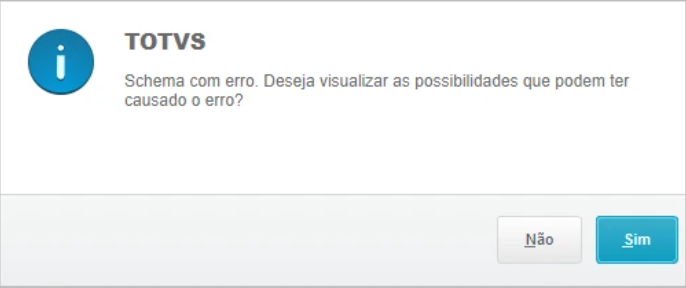 TOTVS
Schema com erro. Deseja visualizar as possibilidades que podem ter
causado o erro?
Não
Sim